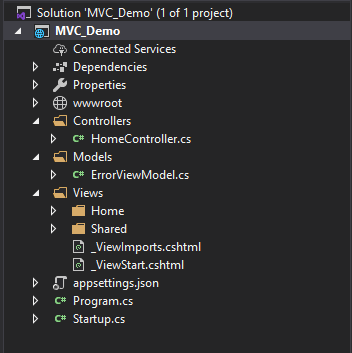 Solution 'MVC_Demo' (1 of 1 project)
MVC_Demo
Connected Services
Dependencies
Properties
wwwroot
Controllers
C# HomeController.cs
Models
C# ErrorViewModel.cs
Views
Home
Shared
_ViewImports.cshtml
_ViewStart.cshtml
appsettings.json
C# Program.cs
C# Startup.cs